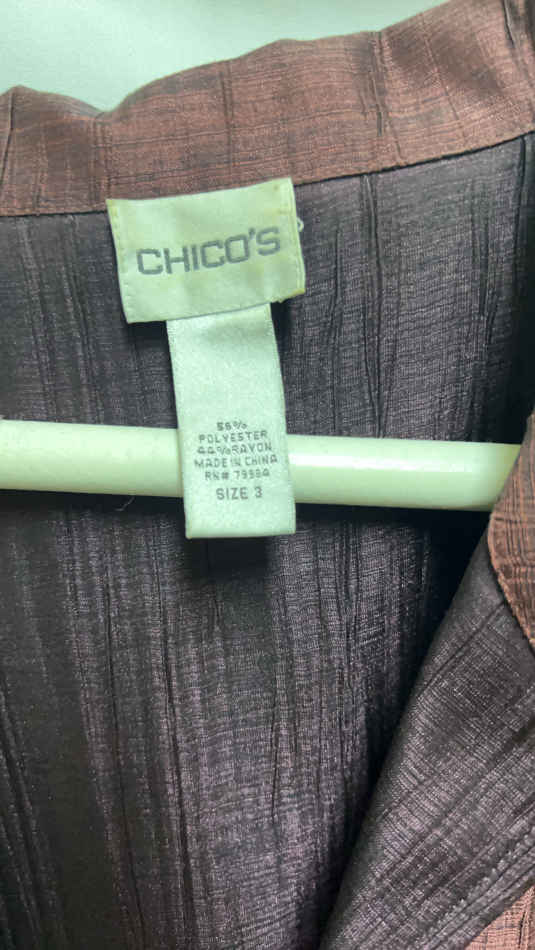 CHICO'S
56%
POLYESTER
44% RAYON
MADE IN CHINA
RN# 79984
SIZE 3